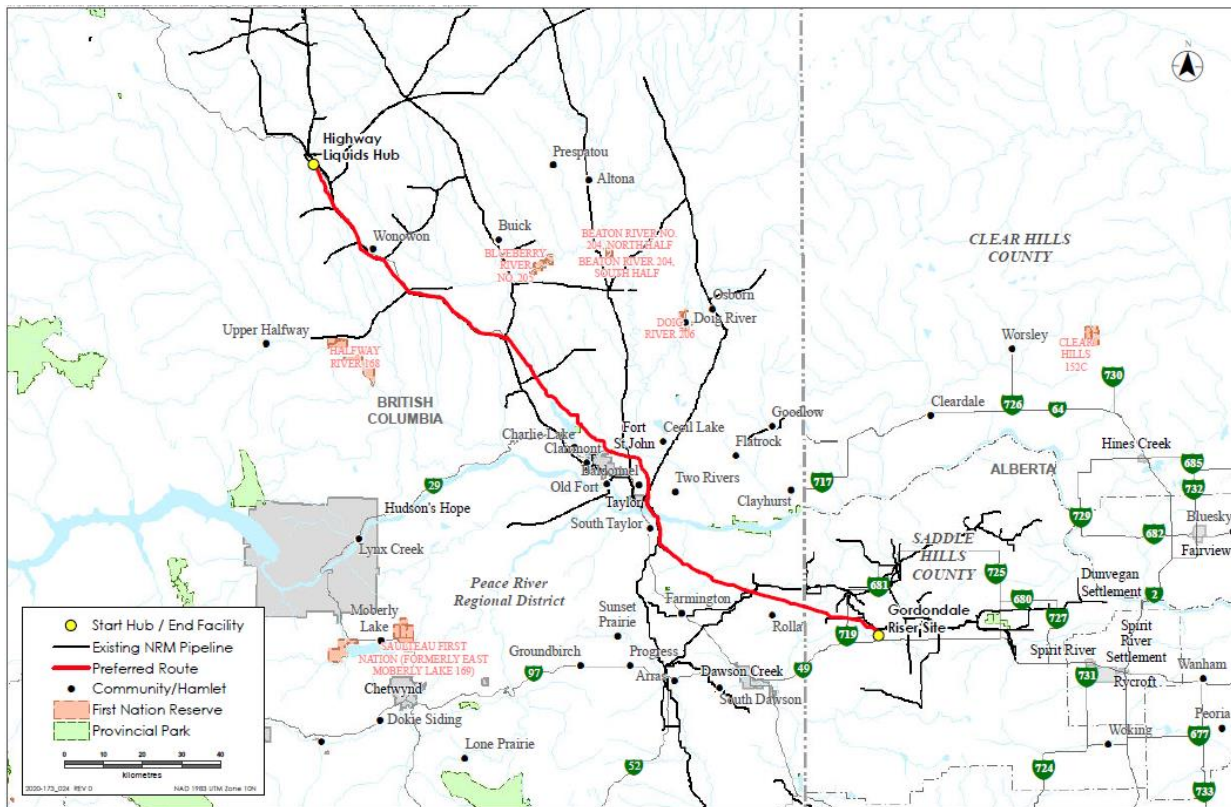 N
Highway
Liquids Hub
Prespatou
Altona
Wonowon
Buick
BLUEBERRY
RIVER
NO. 205
BEATON RIVER NO.
204, NORTH HALF
BEATON RIVER 204,
SOUTH HALF
CLEAR HILLS
COUNTY
Osborn
Doig River
DOIG
RIVER 206
Upper Halfway
HALFWAY
RIVER 168
Worsley
CLEAR
HILLS
152C
730
BRITISH
COLUMBIA
726
64
Cleardale
Goodlow
Fort
St. John
Cecil Lake
Charlie Lake
Clairmont
Flatrock
Hines Creek
685
ALBERTA
732
29
Baldonnel
Old Fort
Two Rivers
Clayhurst
717
Taylor
Hudson's Hope
729
Bluesky
South Taylor
682
Fairview
Lynx Creek
SADDLE
HILLS
COUNTY
725
Peace River
Regional District
681
Dunvegan
Settlement
2
Farmington
Gordondale
Riser Site
680
727
Moberly
Lake
Sunset
Prairie
Rolla
719
Spirit
River
Settlement
SAULTEAU FIRST
NATION (FORMERLY EAST
MOBERLY LAKE 169)
Groundbirch
Progress
Spirit River
Wanham
97
Arras
Dawson Creek
49
731
Rycroft
Chetwynd
South Dawson
Dokie Siding
Peoria
Woking
677
Lone Prairie
52
724
733
Start Hub / End Facility
Existing NRM Pipeline
Preferred Route
Community/Hamlet
First Nation Reserve
Provincial Park
0 10 20 30 40
kilometres
2020-173_024 REV 0 NAD 1983 UTM Zone 10N